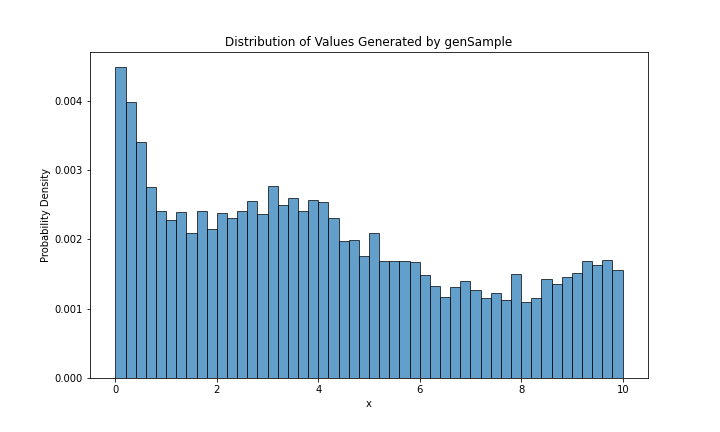 Distribution of Values Generated by genSample
Probability Density
0.004
0.003
0.002
0.001
0.000
0 2 4 6 8 10
x